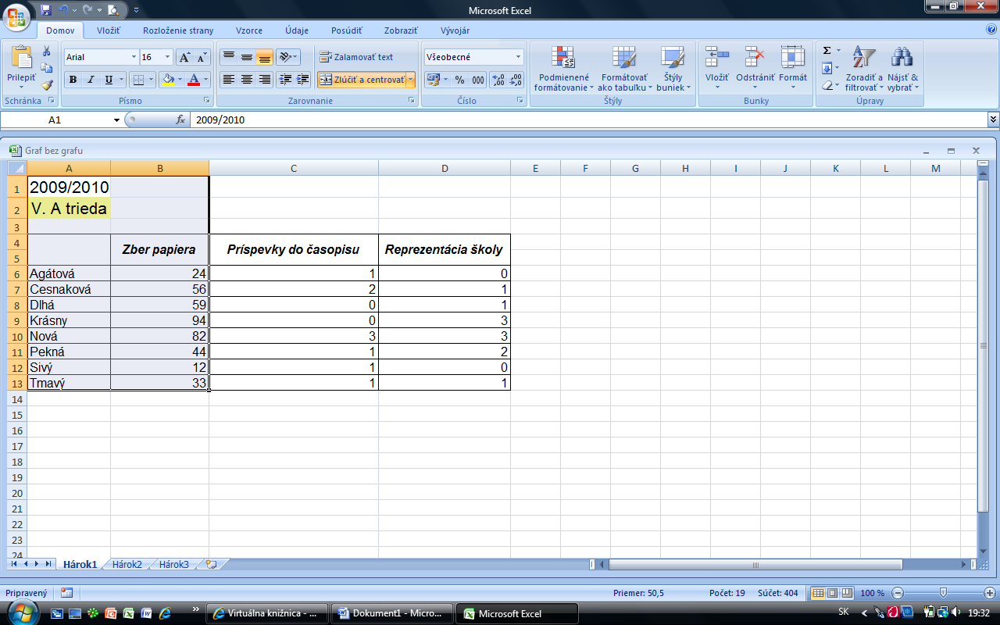 Microsoft Excel
Domov Vložiť Rozloženie strany Vzorce Údaje Posúdiť Zobraziť Vývojár
Prilepiť
Schránka
Arial 16
B I U
Písmo
Zalamovať text
Zlúčiť a centrovať
Zarovnanie
Všeobecné
% 000
Číslo
Podmienené formátovanie
Formátovať ako tabuľku
Štýly buniek
Štýly
Vložiť Odstrániť Formát
Bunky
Zoradiť a filtrovať
Nájsť & vybrať
Úpravy
A1 fx 2009/2010
Graf bez grafu
A B C D E F G H I J K L M
1 2009/2010
2 V. A trieda
3
4 Zber papiera Príspevky do časopisu Reprezentácia školy
5
6 Agátová 24 1 0
7 Cesnaková 56 2 1
8 Dlhá 59 0 1
9 Krásny 94 0 3
10 Nová 82 3 3
11 Pekná 44 1 2
12 Sivý 12 1 0
13 Tmavý 33 1 1
14
15
16
17
18
19
20
21
22
23
24
Hárok1 Hárok2 Hárok3
Pripravený Priemer: 50,5 Počet: 19 Súčet: 404 100 %
Virtuálna knižnica - ... Dokument1 - Micro... Microsoft Excel SK 19:32